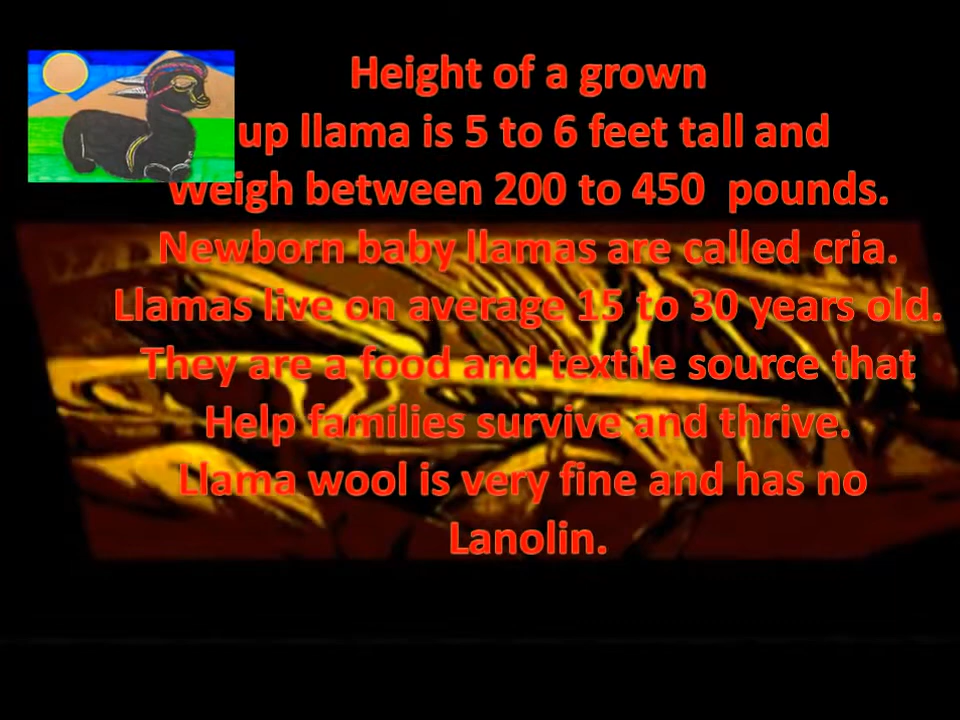 Height of a grown
up llama is 5 to 6 feet tall and
Weigh between 200 to 450 pounds.
Newborn baby llamas are called cria.
Llamas live on average 15 to 30 years old.
They are a food and textile source that
Help families survive and thrive.
Llama wool is very fine and has no
Lanolin.